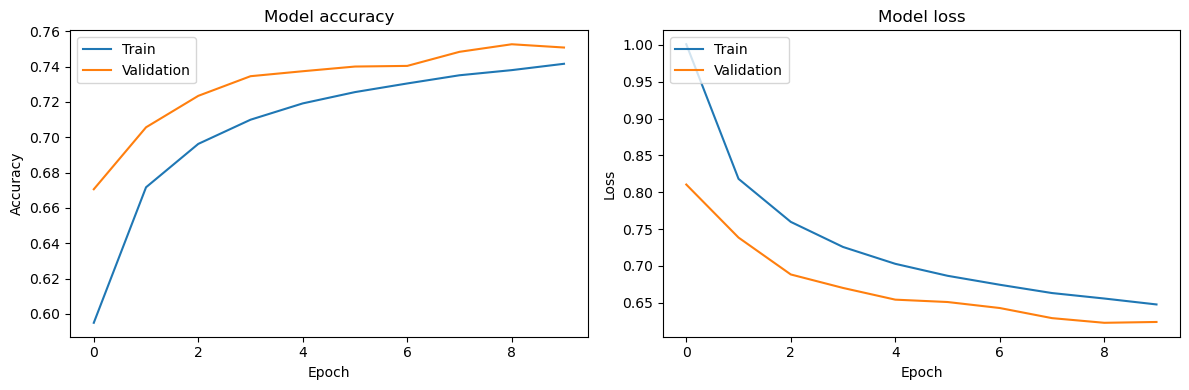 Model accuracy
Train
Validation
0.76
0.74
0.72
0.70
0.68
0.66
0.64
0.62
0.60
Accuracy
0 2 4 6 8
Epoch
Model loss
Train
Validation
1.00
0.95
0.90
0.85
0.80
0.75
0.70
0.65
Loss
0 2 4 6 8
Epoch